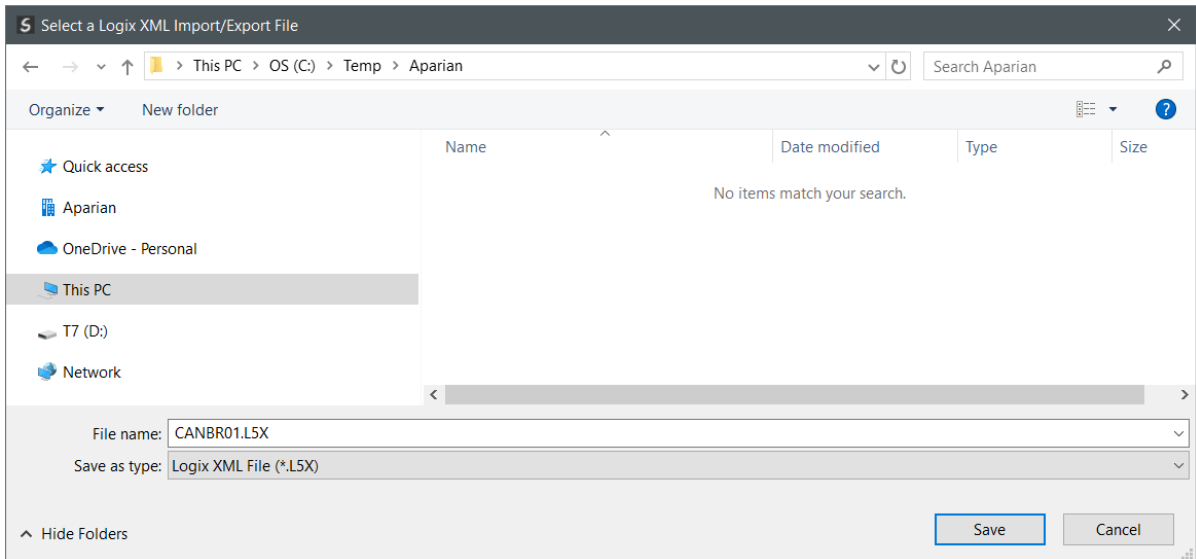 Select a Logix XML Import/Export File
This PC > OS (C:) > Temp > Aparian
Search Aparian
Organize
New folder
Name Date modified Type Size
No items match your search.
Quick access
Aparian
OneDrive - Personal
This PC
T7 (D:)
Network
File name: CANBR01.L5X
Save as type: Logix XML File (*.L5X)
Hide Folders
Save
Cancel